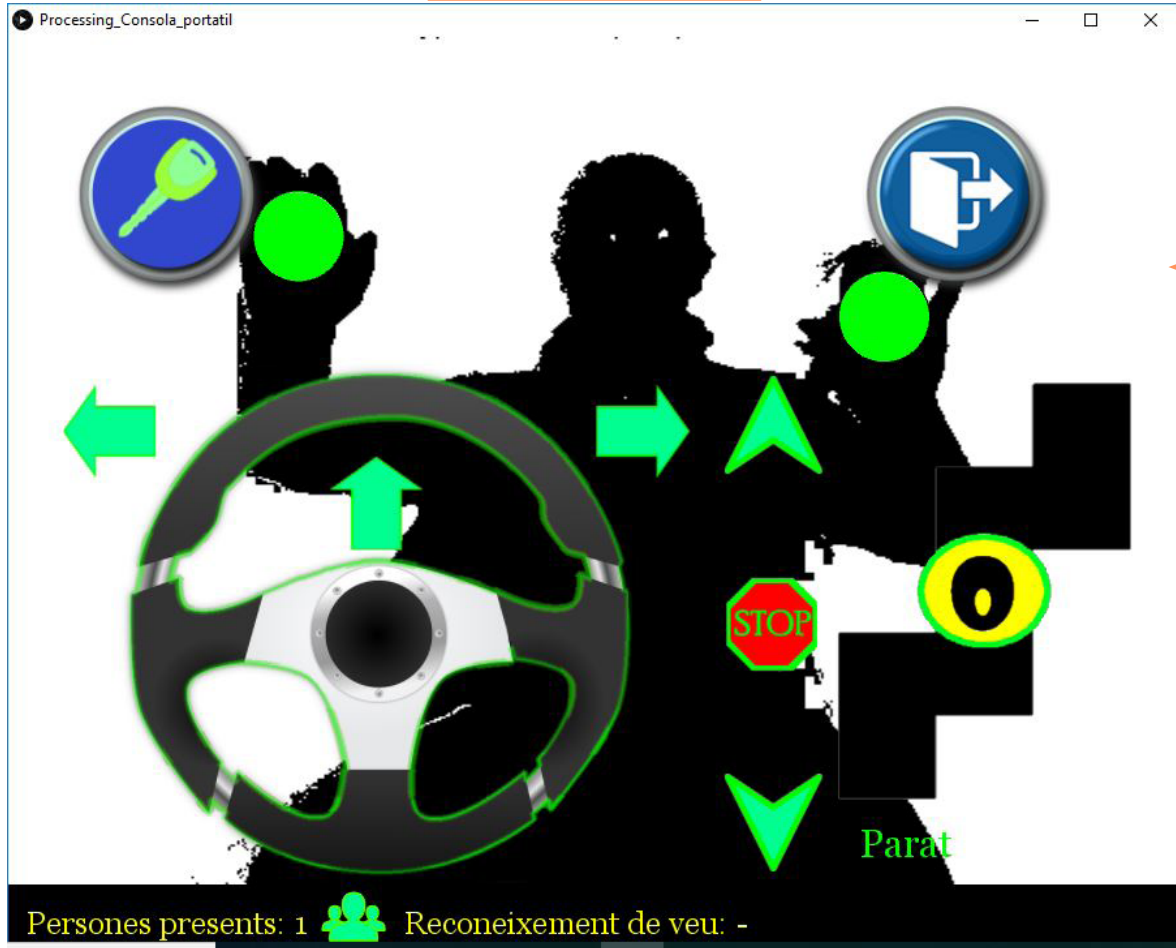 Processing_Consola_portatil
STOP
Parat
Persones presents: 1 Reconeixement de veu: -